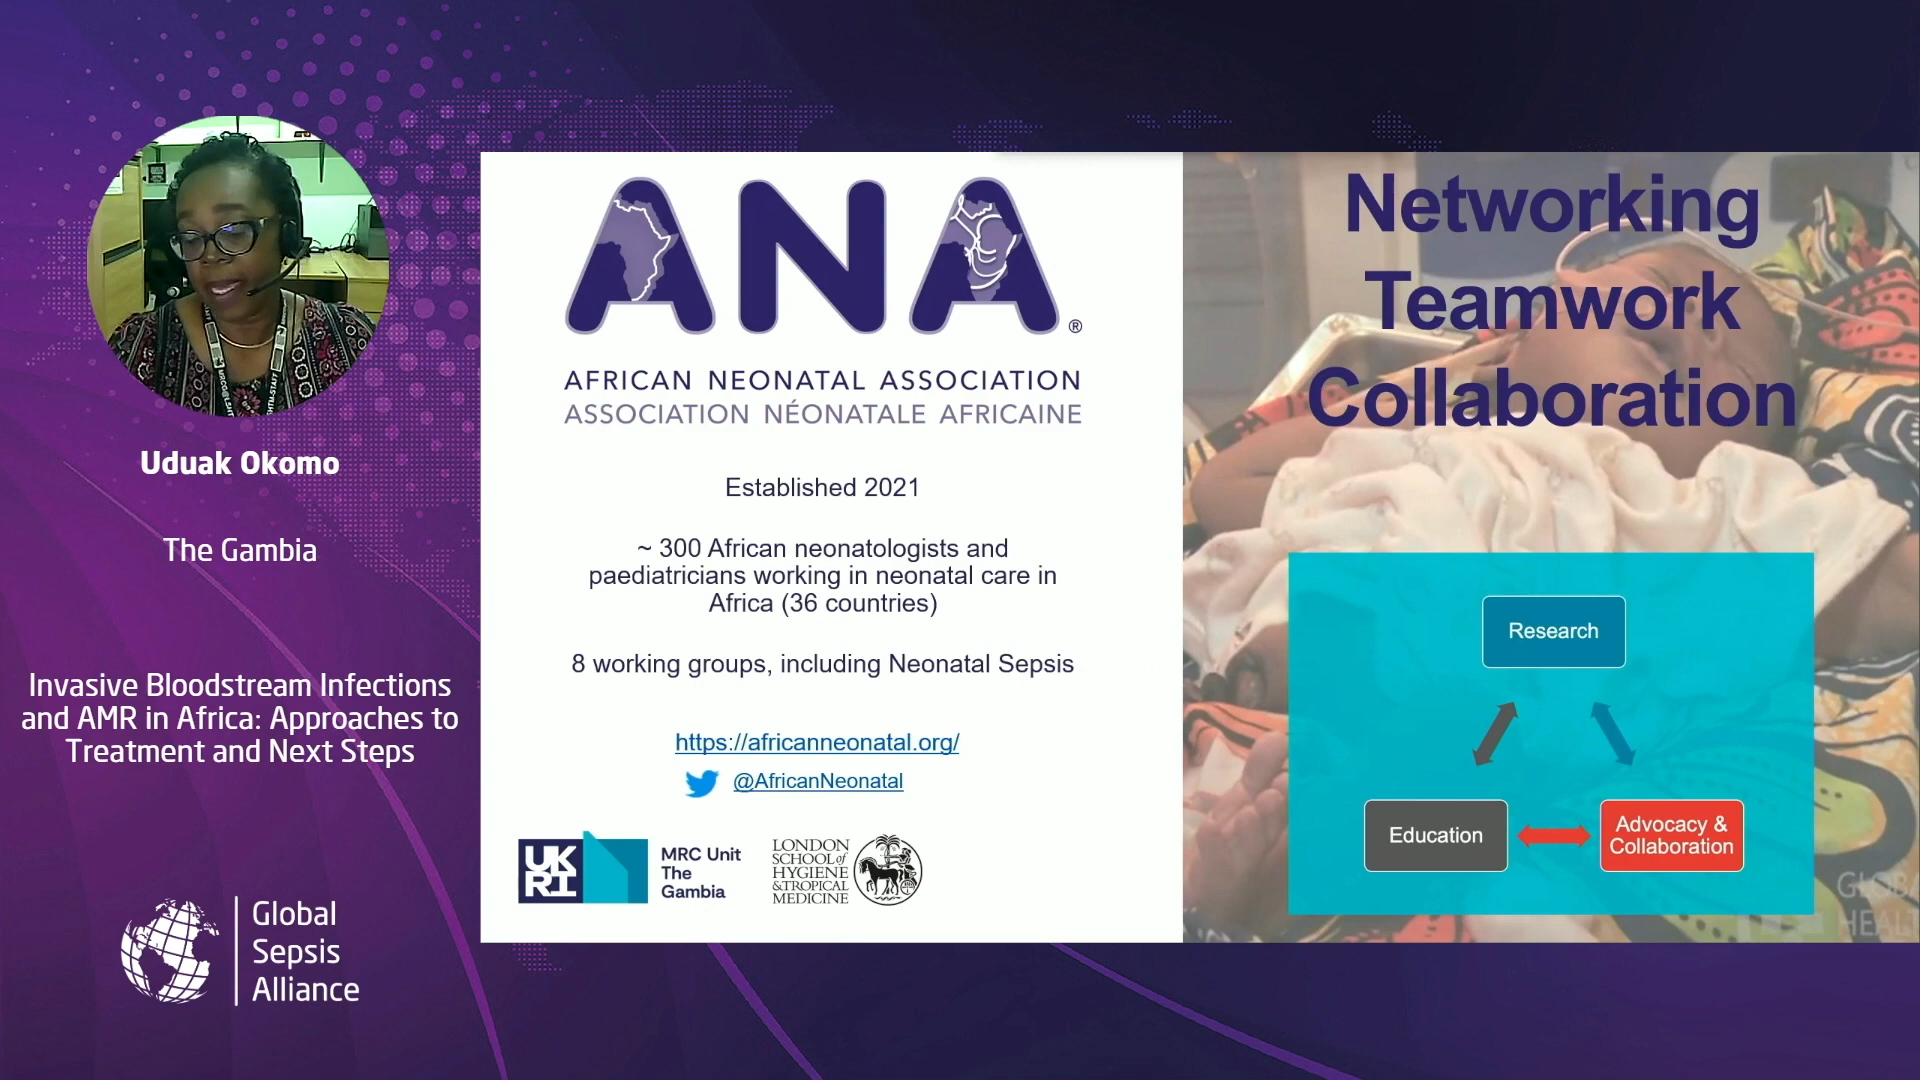 Uduak Okomo
The Gambia
Invasive Bloodstream Infections
and AMR in Africa: Approaches to
Treatment and Next Steps
Global
Sepsis
Alliance
ANA®
AFRICAN NEONATAL ASSOCIATION
ASSOCIATION NÉONATALE AFRICAINE
Established 2021
~ 300 African neonatologists and
paediatricians working in neonatal care in
Africa (36 countries)
8 working groups, including Neonatal Sepsis
https://africanneonatal.org/
@AfricanNeonatal
UK
RI
MRC Unit
The
Gambia
LONDON
SCHOOL of
HYGIENE
& TROPICAL
MEDICINE
Networking
Teamwork
Collaboration
Research
Education
Advocacy &
Collaboration